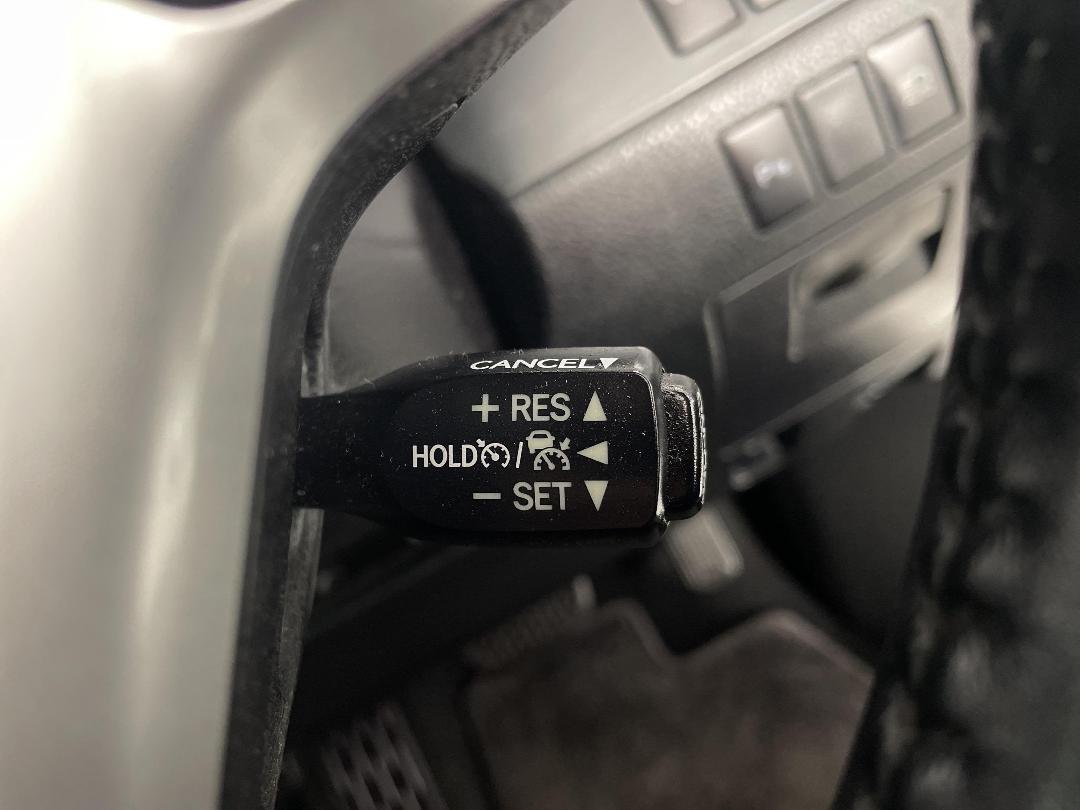 CANCEL▼
+ RES ▲
HOLD / ◀
− SET ▼